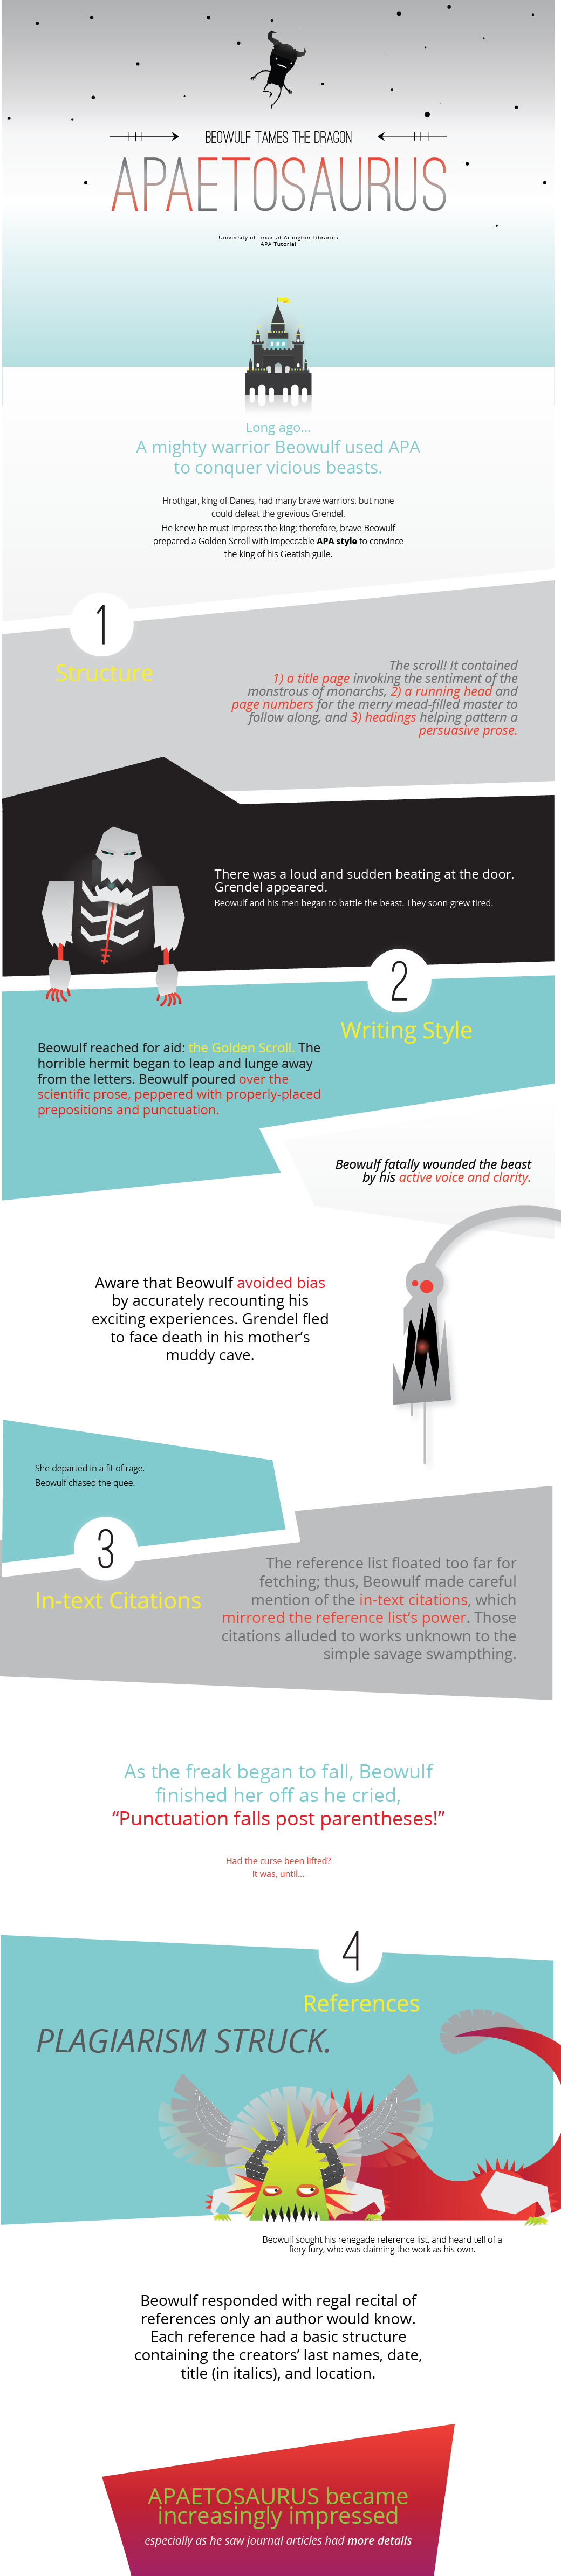 BEOWULF TAMES THE DRAGON
APAETOSAURUS
University of Texas at Arlington Libraries
APA Tutorial
Long ago...
A mighty warrior Beowulf used APA
to conquer vicious beasts.
Hrothgar, king of Danes, had many brave warriors, but none
could defeat the grevious Grendel.
He knew he must impress the king; therefore, brave Beowulf
prepared a Golden Scroll with impeccable APA style to convince
the king of his Geatish guile.
1
Structure
The scroll! It contained
1) a title page invoking the sentiment of the
monstrous of monarchs, 2) a running head and
page numbers for the merry mead-filled master to
follow along, and 3) headings helping pattern a
persuasive prose.
There was a loud and sudden beating at the door.
Grendel appeared.
Beowulf and his men began to battle the beast. They soon grew tired.
2
Writing Style
Beowulf reached for aid: the Golden Scroll. The
horrible hermit began to leap and lunge away
from the letters. Beowulf poured over the
scientific prose, peppered with properly-placed
prepositions and punctuation.
Beowulf fatally wounded the beast
by his active voice and clarity.
Aware that Beowulf avoided bias
by accurately recounting his
exciting experiences. Grendel fled
to face death in his mother's
muddy cave.
She departed in a fit of rage.
Beowulf chased the quee.
3
In-text Citations
The reference list floated too far for
fetching; thus, Beowulf made careful
mention of the in-text citations, which
mirrored the reference list's power. Those
citations alluded to works unknown to the
simple savage swampthing.
As the freak began to fall, Beowulf
finished her off as he cried,
“Punctuation falls post parentheses!”
Had the curse been lifted?
It was, until...
4
References
PLAGIARISM STRUCK.
Beowulf sought his renegade reference list, and heard tell of a
fiery fury, who was claiming the work as his own.
Beowulf responded with regal recital of
references only an author would know.
Each reference had a basic structure
containing the creators' last names, date,
title (in italics), and location.
APAETOSAURUS became
increasingly impressed
especially as he saw journal articles had more details